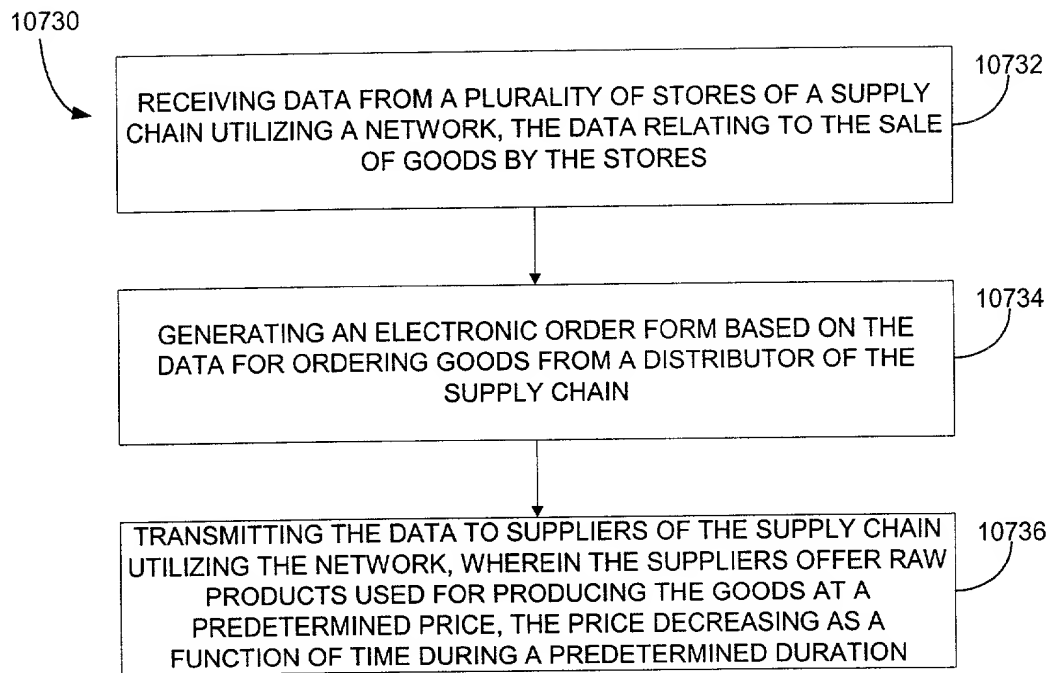 10730
10732
RECEIVING DATA FROM A PLURALITY OF STORES OF A SUPPLY
CHAIN UTILIZING A NETWORK, THE DATA RELATING TO THE SALE
OF GOODS BY THE STORES
10734
GENERATING AN ELECTRONIC ORDER FORM BASED ON THE
DATA FOR ORDERING GOODS FROM A DISTRIBUTOR OF THE
SUPPLY CHAIN
10736
TRANSMITTING THE DATA TO SUPPLIERS OF THE SUPPLY CHAIN
UTILIZING THE NETWORK, WHEREIN THE SUPPLIERS OFFER RAW
PRODUCTS USED FOR PRODUCING THE GOODS AT A
PREDETERMINED PRICE, THE PRICE DECREASING AS A
FUNCTION OF TIME DURING A PREDETERMINED DURATION